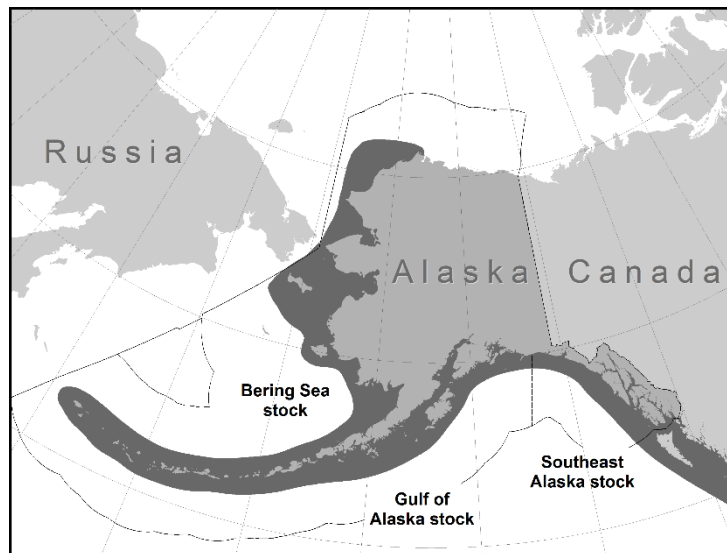 Russia
Alaska
Canada
Bering Sea
stock
Southeast
Alaska stock
Gulf of
Alaska stock